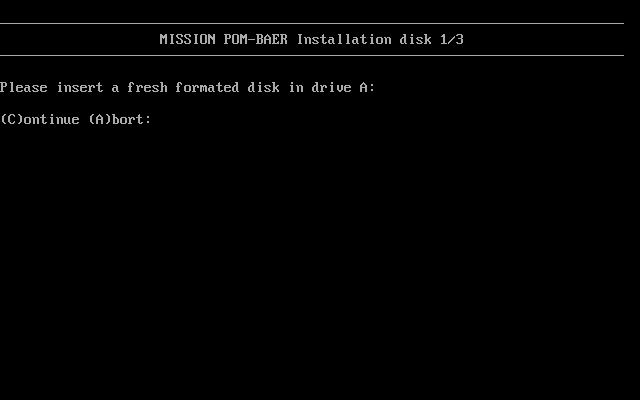 MISSION POM-BAER Installation disk 1/3
Please insert a fresh formated disk in drive A:
(C)ontinue (A)bort: